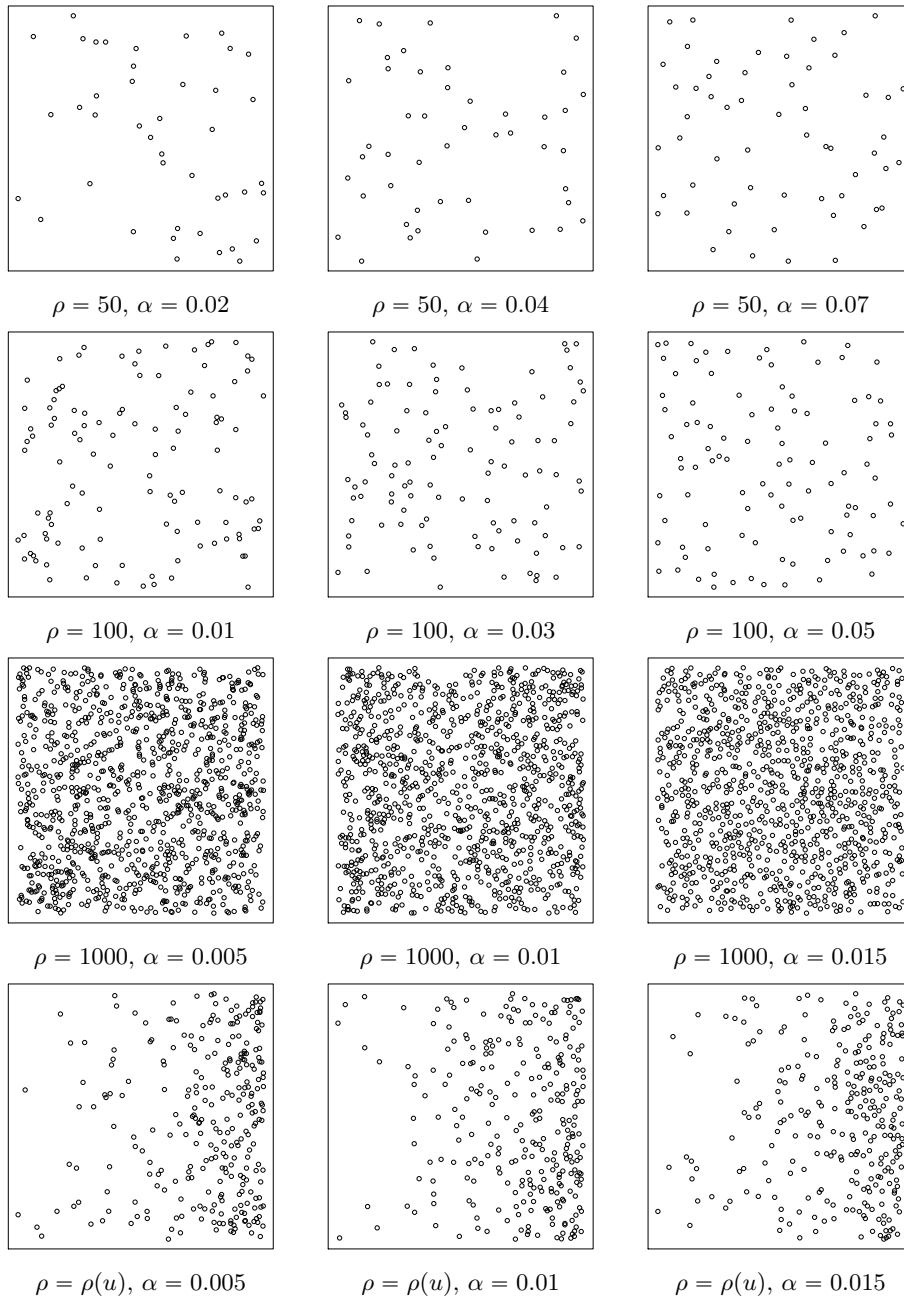 ρ = 50, α = 0.02
ρ = 50, α = 0.04
ρ = 50, α = 0.07
ρ = 100, α = 0.01
ρ = 100, α = 0.03
ρ = 100, α = 0.05
ρ = 1000, α = 0.005
ρ = 1000, α = 0.01
ρ = 1000, α = 0.015
ρ = ρ(u), α = 0.005
ρ = ρ(u), α = 0.01
ρ = ρ(u), α = 0.015